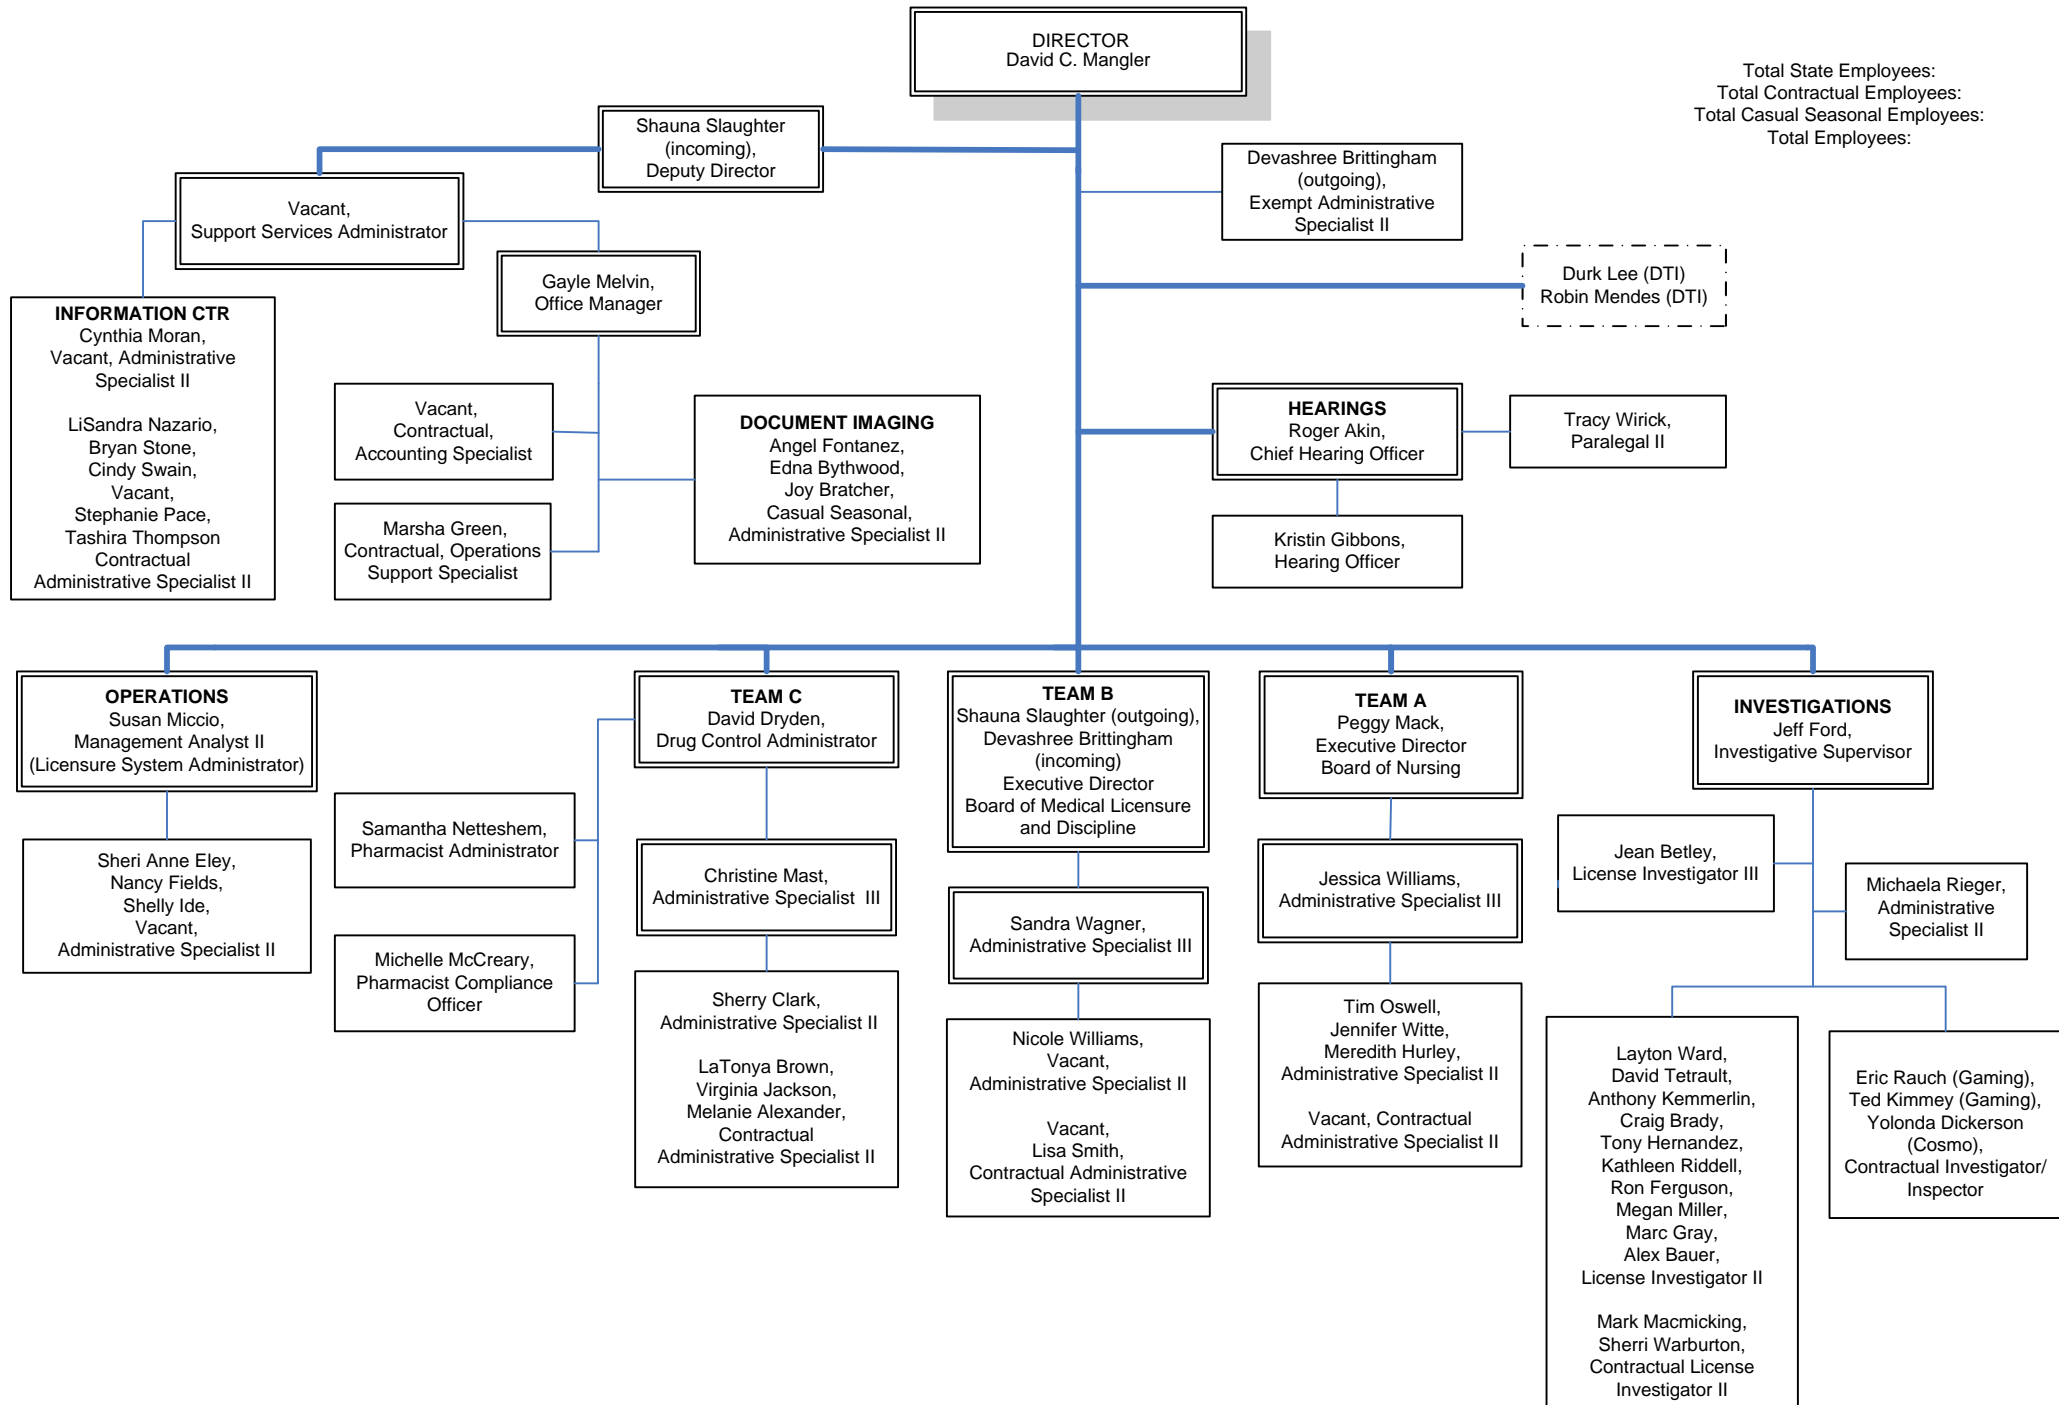 DIRECTOR
David C. Mangler
Total State Employees:
Total Contractual Employees:
Total Casual Seasonal Employees:
Total Employees:
Shauna Slaughter
(incoming),
Deputy Director
Devashree Brittingham
(outgoing),
Exempt Administrative
Specialist II
Vacant,
Support Services Administrator
Gayle Melvin,
Office Manager
Durk Lee (DTI)
Robin Mendes (DTI)
INFORMATION CTR
Cynthia Moran,
Vacant, Administrative
Specialist II
LiSandra Nazario,
Bryan Stone,
Cindy Swain,
Vacant,
Stephanie Pace,
Tashira Thompson
Contractual
Administrative Specialist II
Vacant,
Contractual,
Accounting Specialist
Marsha Green,
Contractual, Operations
Support Specialist
DOCUMENT IMAGING
Angel Fontanez,
Edna Bythwood,
Joy Bratcher,
Casual Seasonal,
Administrative Specialist II
HEARINGS
Roger Akin,
Chief Hearing Officer
Tracy Wirick,
Paralegal II
Kristin Gibbons,
Hearing Officer
OPERATIONS
Susan Miccio,
Management Analyst II
(Licensure System Administrator)
Sheri Anne Eley,
Nancy Fields,
Shelly Ide,
Vacant,
Administrative Specialist II
TEAM C
David Dryden,
Drug Control Administrator
Samantha Netteshem,
Pharmacist Administrator
Michelle McCreary,
Pharmacist Compliance
Officer
Christine Mast,
Administrative Specialist  III
Sherry Clark,
Administrative Specialist II
LaTonya Brown,
Virginia Jackson,
Melanie Alexander,
Contractual
Administrative Specialist II
TEAM B
Shauna Slaughter (outgoing),
Devashree Brittingham
(incoming)
Executive Director
Board of Medical Licensure
and Discipline
Sandra Wagner,
Administrative Specialist III
Nicole Williams,
Vacant,
Administrative Specialist II
Vacant,
Lisa Smith,
Contractual Administrative
Specialist II
TEAM A
Peggy Mack,
Executive Director
Board of Nursing
Jessica Williams,
Administrative Specialist III
Tim Oswell,
Jennifer Witte,
Meredith Hurley,
Administrative Specialist II
Vacant, Contractual
Administrative Specialist II
INVESTIGATIONS
Jeff Ford,
Investigative Supervisor
Jean Betley,
License Investigator III
Michaela Rieger,
Administrative
Specialist II
Layton Ward,
David Tetrault,
Anthony Kemmerlin,
Craig Brady,
Tony Hernandez,
Kathleen Riddell,
Ron Ferguson,
Megan Miller,
Marc Gray,
Alex Bauer,
License Investigator II
Mark Macmicking,
Sherri Warburton,
Contractual License
Investigator II
Eric Rauch (Gaming),
Ted Kimmey (Gaming),
Yolonda Dickerson
(Cosmo),
Contractual Investigator/
Inspector